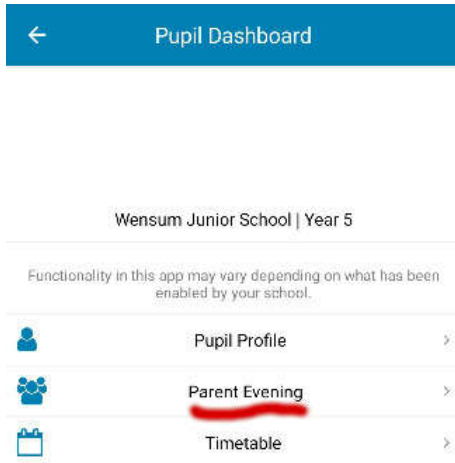 Pupil Dashboard
Wensum Junior School | Year 5
Functionality in this app may vary depending on what has been
enabled by your school.
Pupil Profile
Parent Evening
Timetable